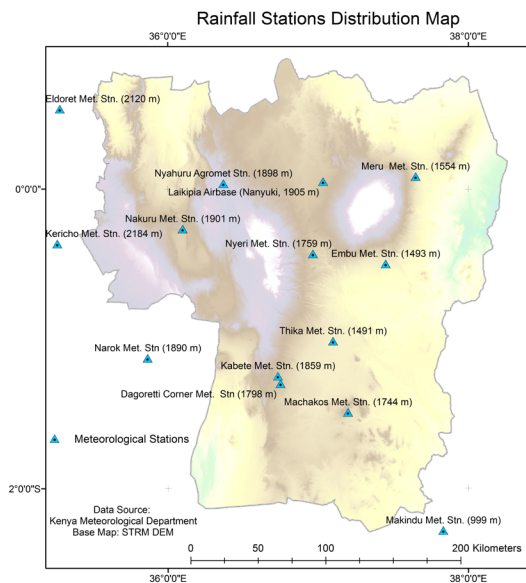 Rainfall Stations Distribution Map
36°0'0"E 38°0'0"E
Eldoret Met. Stn. (2120 m)
Meru Met. Stn. (1554 m)
Nyahuru Agromet Stn. (1898 m)
0°0'0"
Laikipia Airbase (Nanyuki, 1905 m)
Nakuru Met. Stn. (1901 m)
Kericho Met. Stn. (2184 m)
Nyeri Met. Stn. (1759 m)
Embu Met. Stn. (1493 m)
Thika Met. Stn. (1491 m)
Narok Met. Stn (1890 m)
Kabete Met. Stn. (1859 m)
Dagoretti Corner Met. Stn (1798 m)
Machakos Met. Stn. (1744 m)
Meteorological Stations
2°0'0"S
Data Source:
Kenya Meteorological Department
Base Map: STRM DEM
Makindu Met. Stn. (999 m)
0 50 100 200 Kilometers
36°0'0"E 38°0'0"E